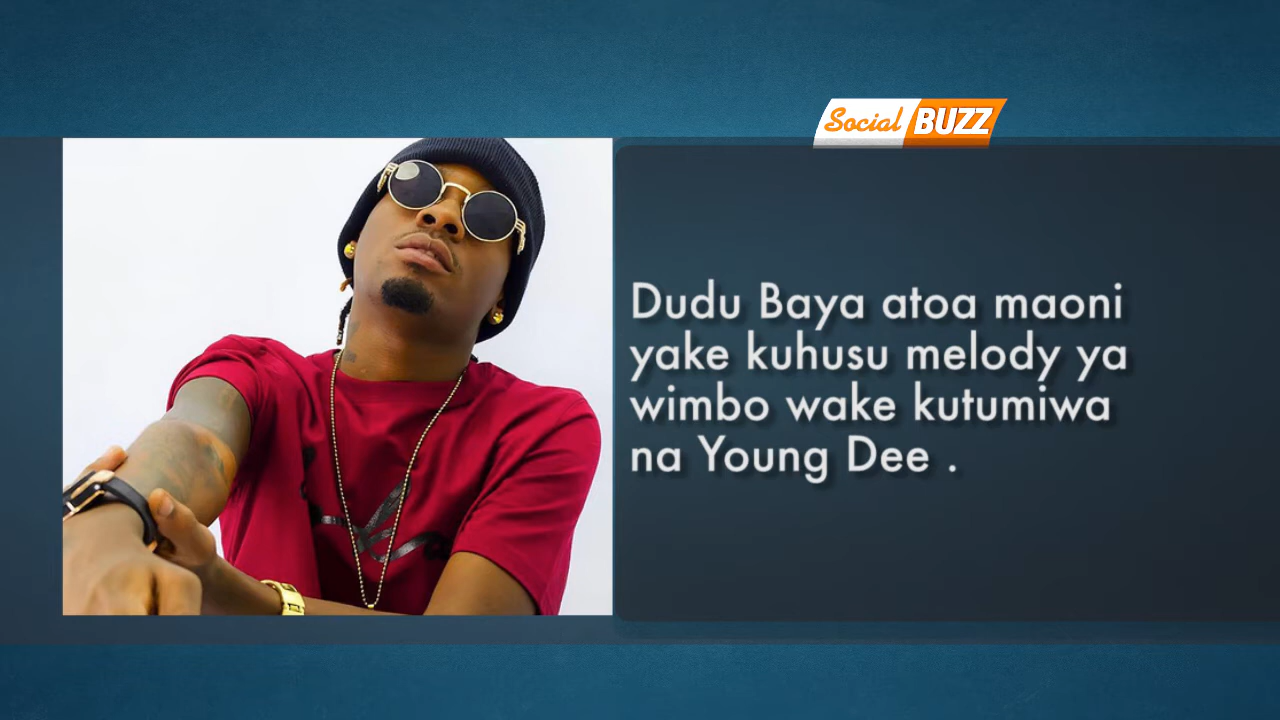 Social BUZZ
Dudu Baya atoa maoni
yake kuhusu melody ya
wimbo wake kutumiwa
na Young Dee .